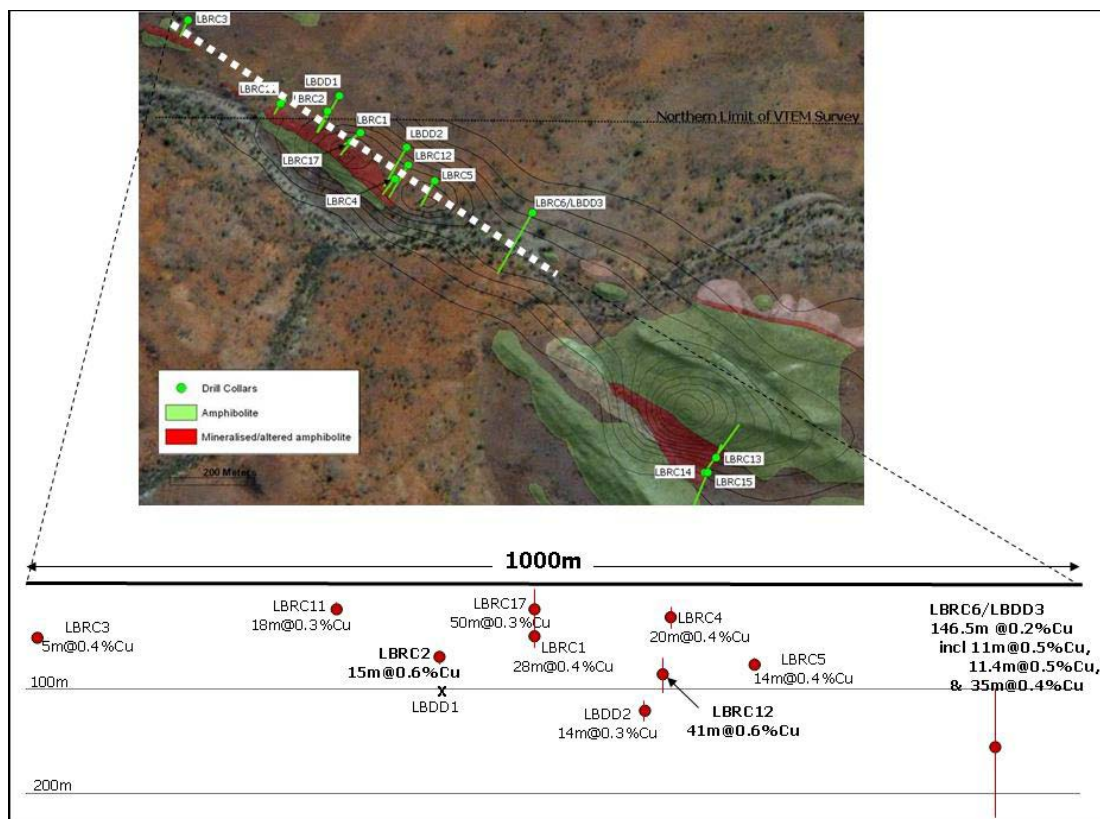 LBRC3
LBDD1
LBRC11
LBRC2
Northern Limit of VTEM Survey
LBRC1
LBDD2
LBRC12
LBRC17
LBRC5
LBRC4
LBRC6/LBDD3
Drill Collars
Amphibolite
Mineralised/altered amphibolite
200 Meters
LBRC13
LBRC14
LBRC15
1000m
LBRC3
5m@0.4%Cu
LBRC11
18m@0.3%Cu
LBRC2
15m@0.6%Cu
LBRC17
50m@0.3%Cu
LBRC1
28m@0.4%Cu
LBRC4
20m@0.4%Cu
LBRC5
14m@0.4%Cu
LBRC6/LBDD3
146.5m @0.2%Cu
incl 11m@0.5%Cu,
11.4m@0.5%Cu,
& 35m@0.4%Cu
100m
X
LBDD1
LBDD2
14m@0.3%Cu
LBRC12
41m@0.6%Cu
200m